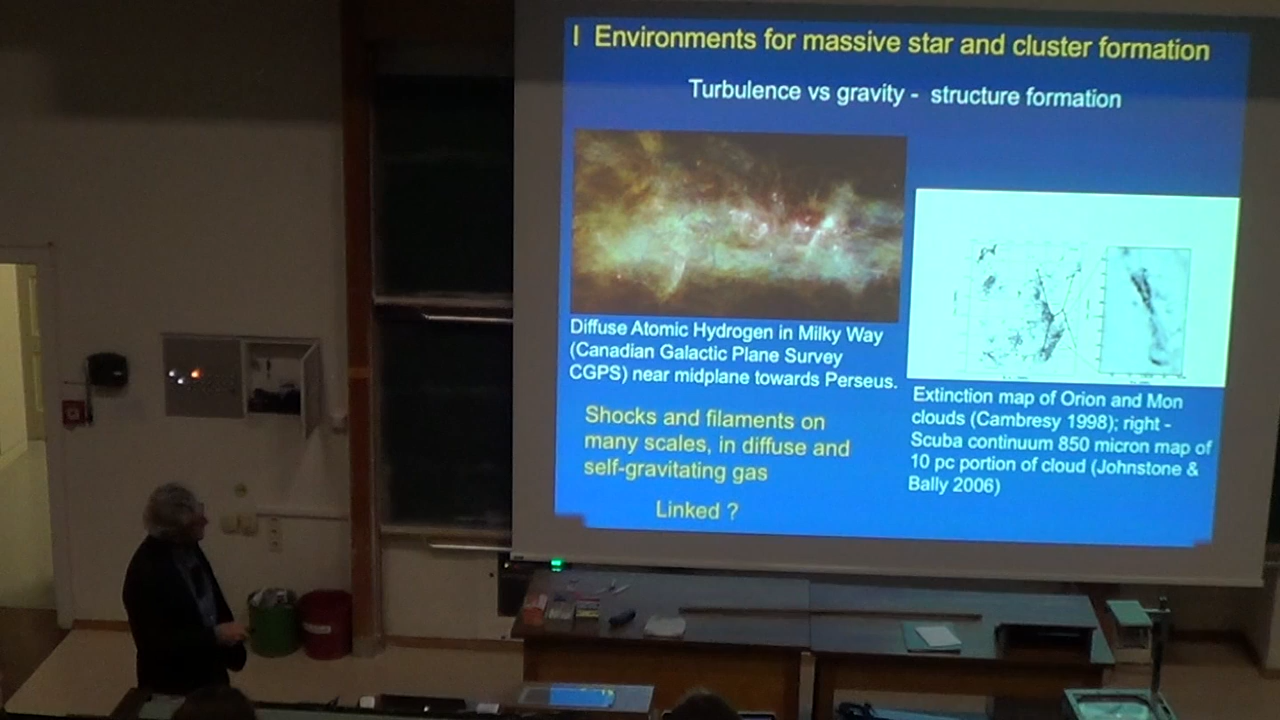 I Environments for massive star and cluster formation
Turbulence vs gravity - structure formation
Diffuse Atomic Hydrogen in Milky Way
(Canadian Galactic Plane Survey
CGPS) near midplane towards Perseus.
Shocks and filaments on
many scales, in diffuse and
self-gravitating gas
Linked ?
Extinction map of Orion and Mon
clouds (Cambresy 1998); right -
Scuba continuum 850 micron map of
10 pc portion of cloud (Johnstone &
Bally 2006)